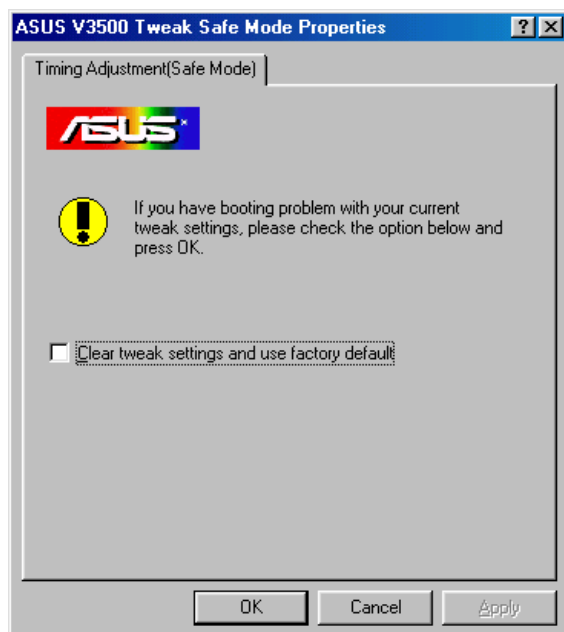 ASUS V3500 Tweak Safe Mode Properties
Timing Adjustment(Safe Mode)
ASUS
If you have booting problem with your current
tweak settings, please check the option below and
press OK.
Clear tweak settings and use factory default
OK
Cancel
Apply